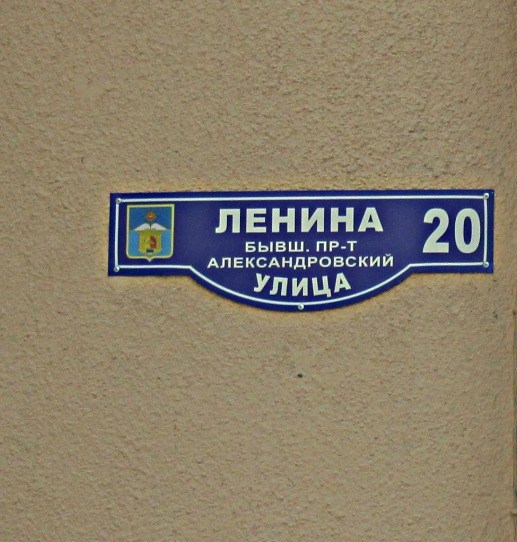 ЛЕНИНА
БЫВШ. ПР-Т
АЛЕКСАНДРОВСКИЙ
УЛИЦА
20